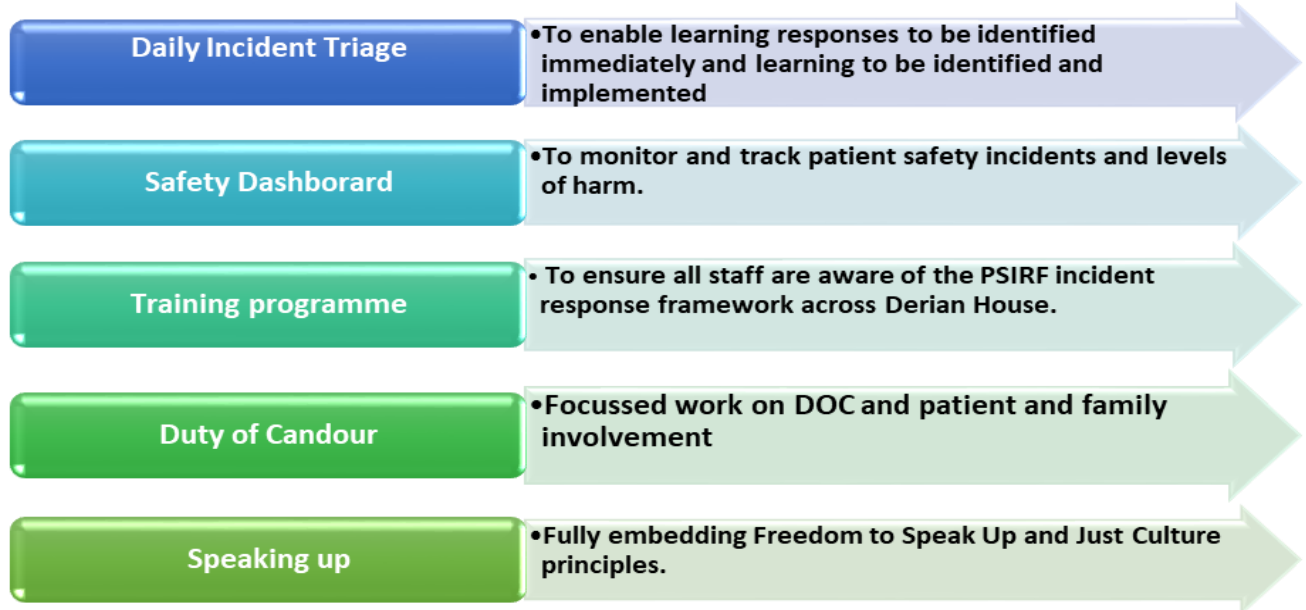 Daily Incident Triage
•To enable learning responses to be identified
immediately and learning to be identified and
implemented
Safety Dashborard
•To monitor and track patient safety incidents and levels
of harm.
Training programme
• To ensure all staff are aware of the PSIRF incident
response framework across Derian House.
Duty of Candour
•Focussed work on DOC and patient and family
involvement
Speaking up
•Fully embedding Freedom to Speak Up and Just Culture
principles.